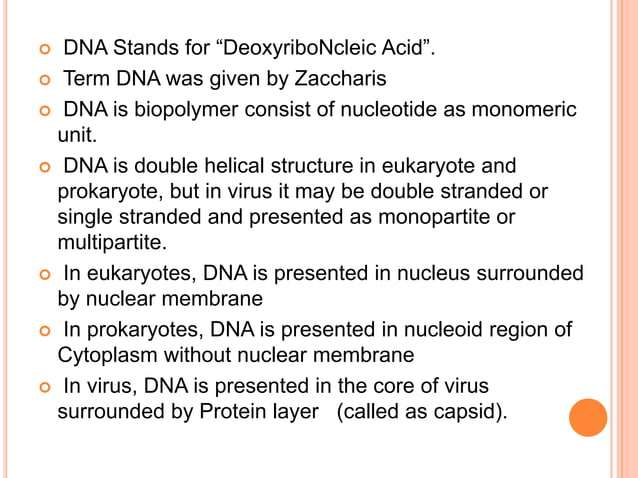 DNA Stands for “DeoxyriboNcleic Acid”.
Term DNA was given by Zaccharis
DNA is biopolymer consist of nucleotide as monomeric
unit.
DNA is double helical structure in eukaryote and
prokaryote, but in virus it may be double stranded or
single stranded and presented as monopartite or
multipartite.
In eukaryotes, DNA is presented in nucleus surrounded
by nuclear membrane
In prokaryotes, DNA is presented in nucleoid region of
Cytoplasm without nuclear membrane
In virus, DNA is presented in the core of virus
surrounded by Protein layer (called as capsid).